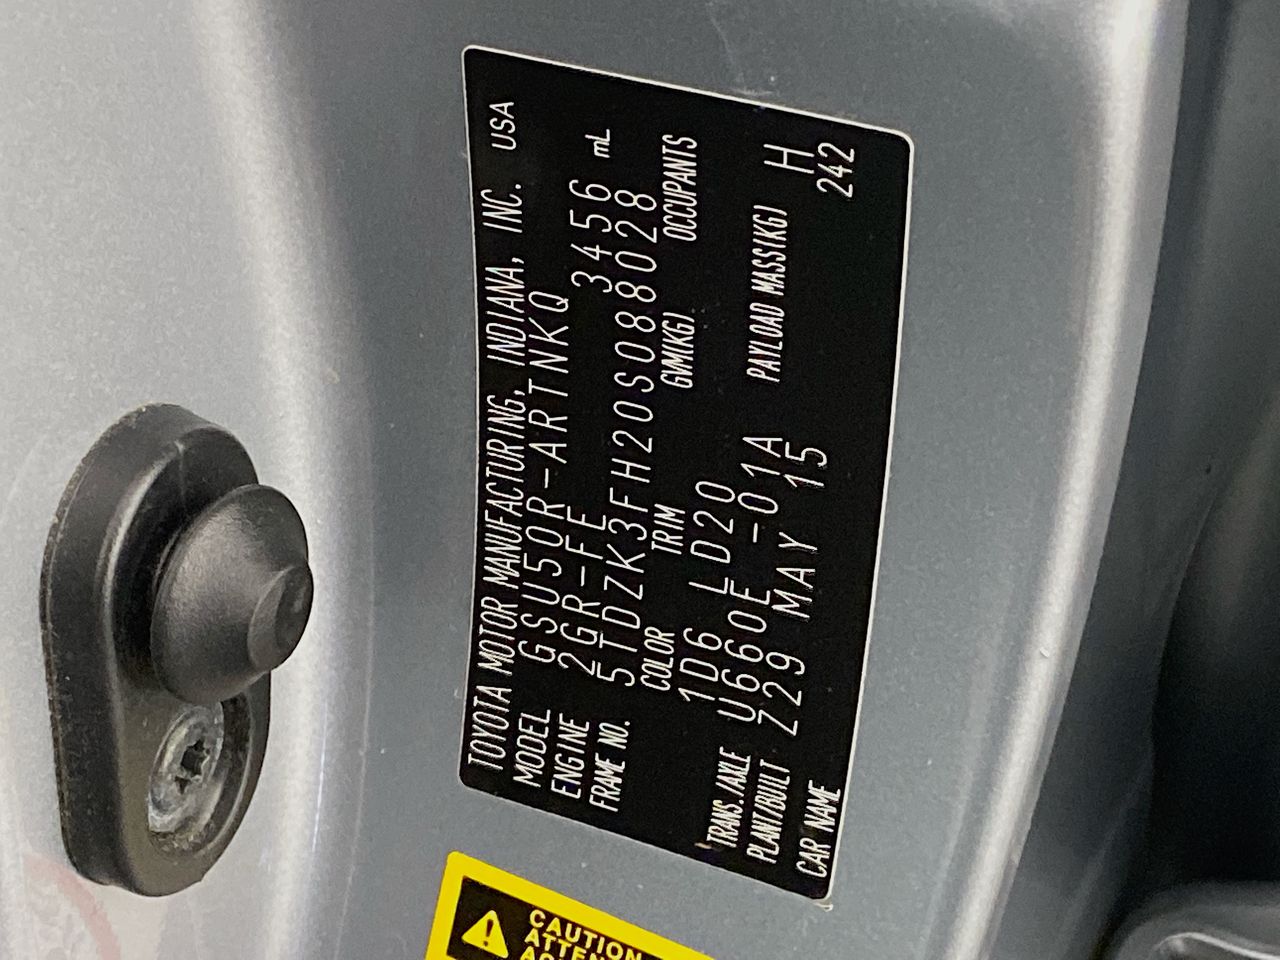 TOYOTA MOTOR MANUFACTURING, INDIANA, INC. USA
MODEL GSU50R-ARTNKQ
ENGINE 2GR-FE 3456 mL
FRAME NO. 5TDZK3FH20S088028
COLOR TRIM GVM(KG) OCCUPANTS
1D6 LD20
TRANS./AXLE U660E -01A PAYLOAD MASS(KG) H
PLANT/BUILT Z29 MAY 15 242
CAR NAME
CAUTION